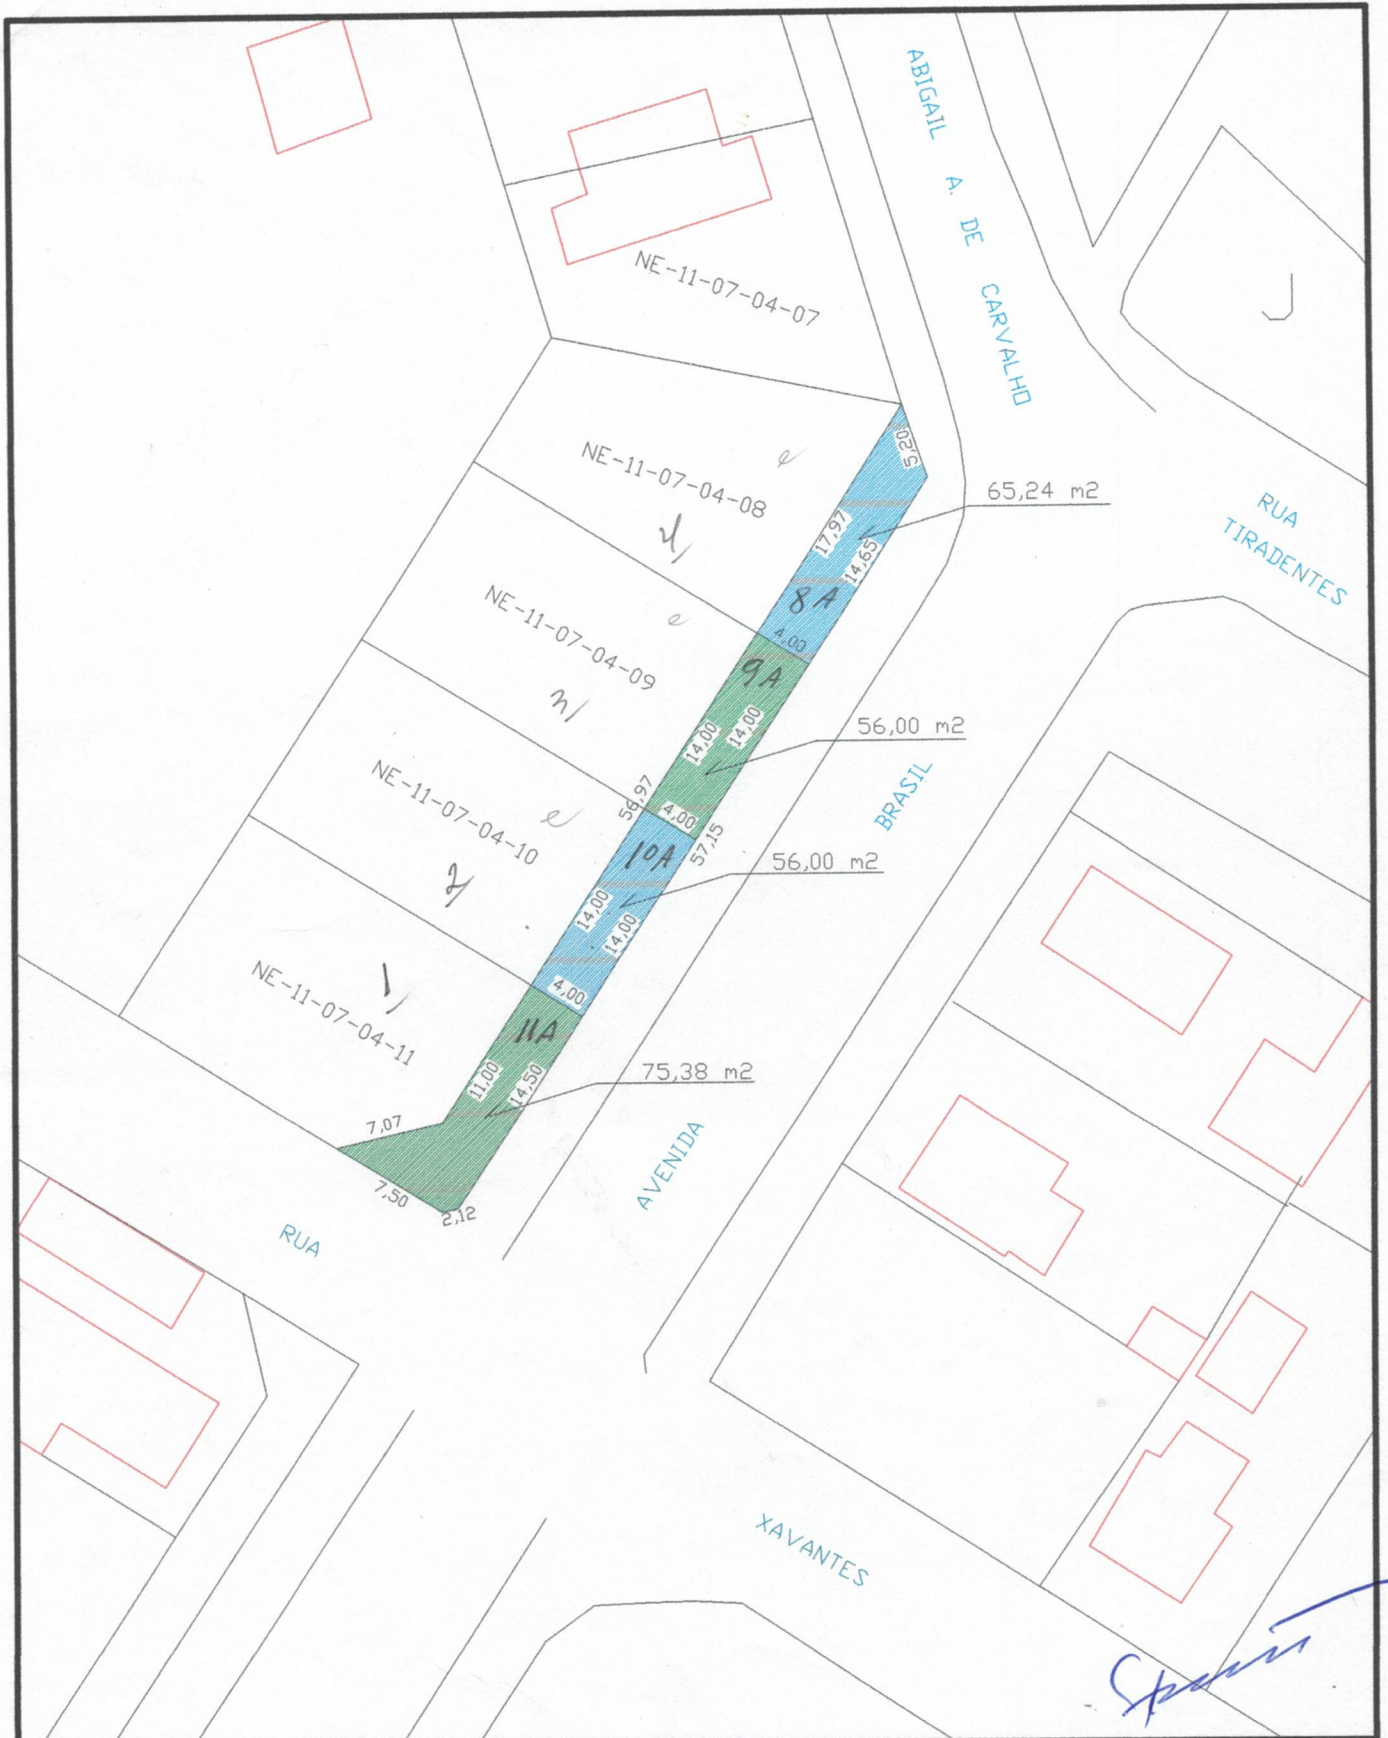 ABIGAIL A. DE CARVALHO
NE-11-07-04-07
J
5,20
NE-11-07-04-08
65,24 m2
RUA
TIRADENTES
17,97
14,65
8A
4,00
NE-11-07-04-09
9A
14,00
14,00
56,00 m2
BRASIL
56,97
4,00
57,15
NE-11-07-04-10
10A
56,00 m2
2
14,00
14,00
4,00
NE-11-07-04-11
1
11A
11,00
14,50
75,38 m2
7,07
AVENIDA
7,50
2,12
RUA
XAVANTES